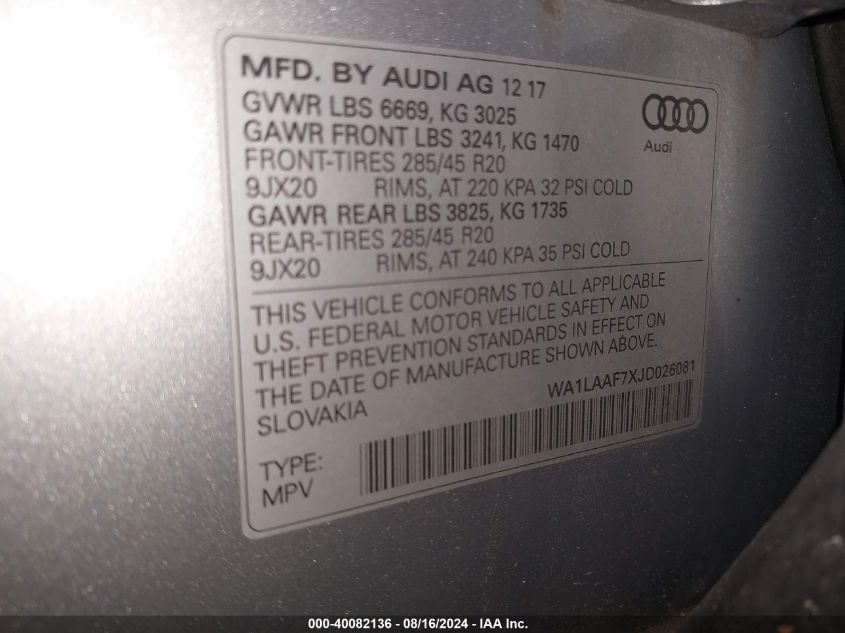 MFD. BY AUDI AG 12 17
GVWR LBS 6669, KG 3025
GAWR FRONT LBS 3241, KG 1470
FRONT-TIRES 285/45 R20
9JX20 RIMS, AT 220 KPA 32 PSI COLD
GAWR REAR LBS 3825, KG 1735
REAR-TIRES 285/45 R20
9JX20 RIMS, AT 240 KPA 35 PSI COLD
Audi
THIS VEHICLE CONFORMS TO ALL APPLICABLE
U.S. FEDERAL MOTOR VEHICLE SAFETY AND
THEFT PREVENTION STANDARDS IN EFFECT ON
THE DATE OF MANUFACTURE SHOWN ABOVE.
SLOVAKIA
WA1LAAF7XJD026081
TYPE:
MPV
000-40082136 - 08/16/2024 - IAA Inc.